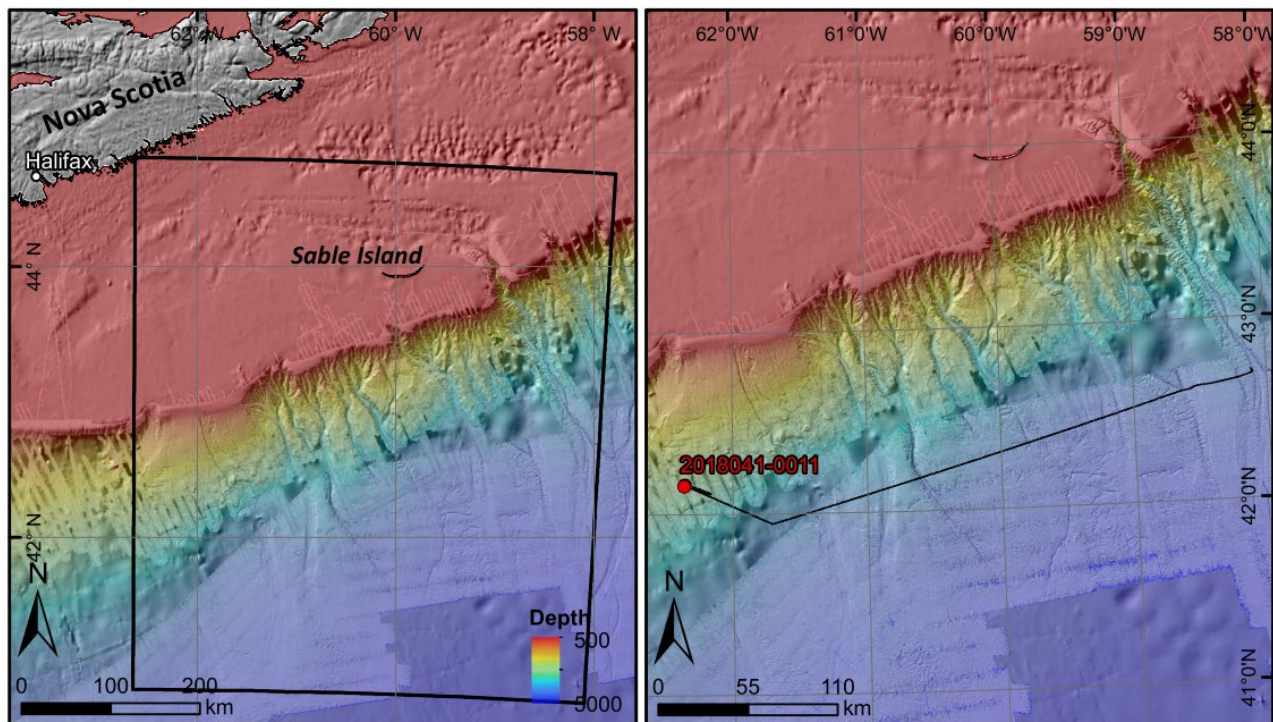 62°W
60°W
58°W
Nova Scotia
Halifax
Sable Island
44° N
42° N
N
Depth
500
5000
0
100
200
km
62°0'W
61°0'W
60°0'W
59°0'W
58°0'W
44°0'N
43°0'N
2018041-0011
42°0'N
N
0
55
110
km
41°0'N